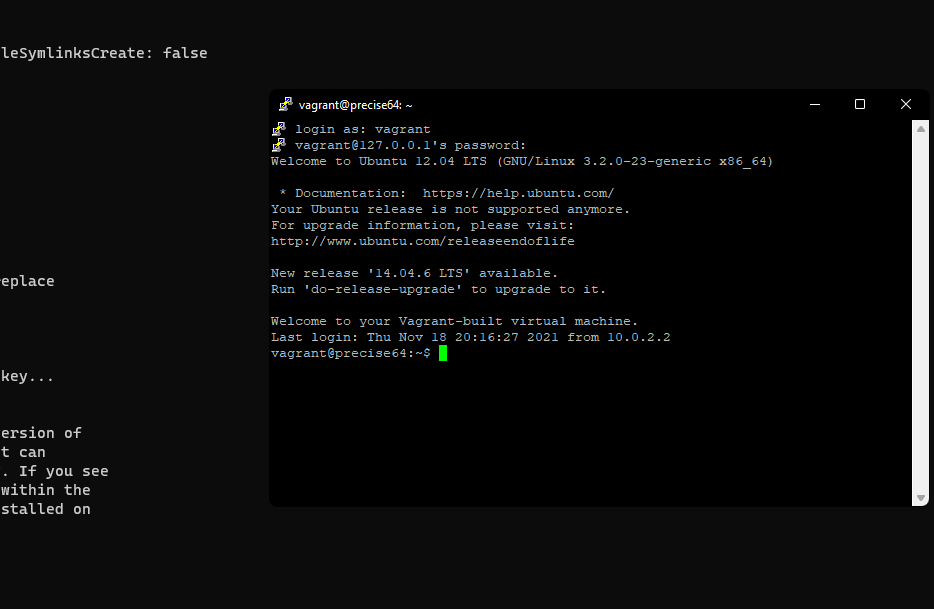 leSymlinksCreate: false
vagrant@precise64: ~
login as: vagrant
vagrant@127.0.0.1's password:
Welcome to Ubuntu 12.04 LTS (GNU/Linux 3.2.0-23-generic x86_64)
* Documentation:  https://help.ubuntu.com/
Your Ubuntu release is not supported anymore.
For upgrade information, please visit:
http://www.ubuntu.com/releaseendoflife
New release '14.04.6 LTS' available.
Run 'do-release-upgrade' to upgrade to it.
Welcome to your Vagrant-built virtual machine.
Last login: Thu Nov 18 20:16:27 2021 from 10.0.2.2
vagrant@precise64:~$
eplace
key...
ersion of
t can
. If you see
within the
stalled on